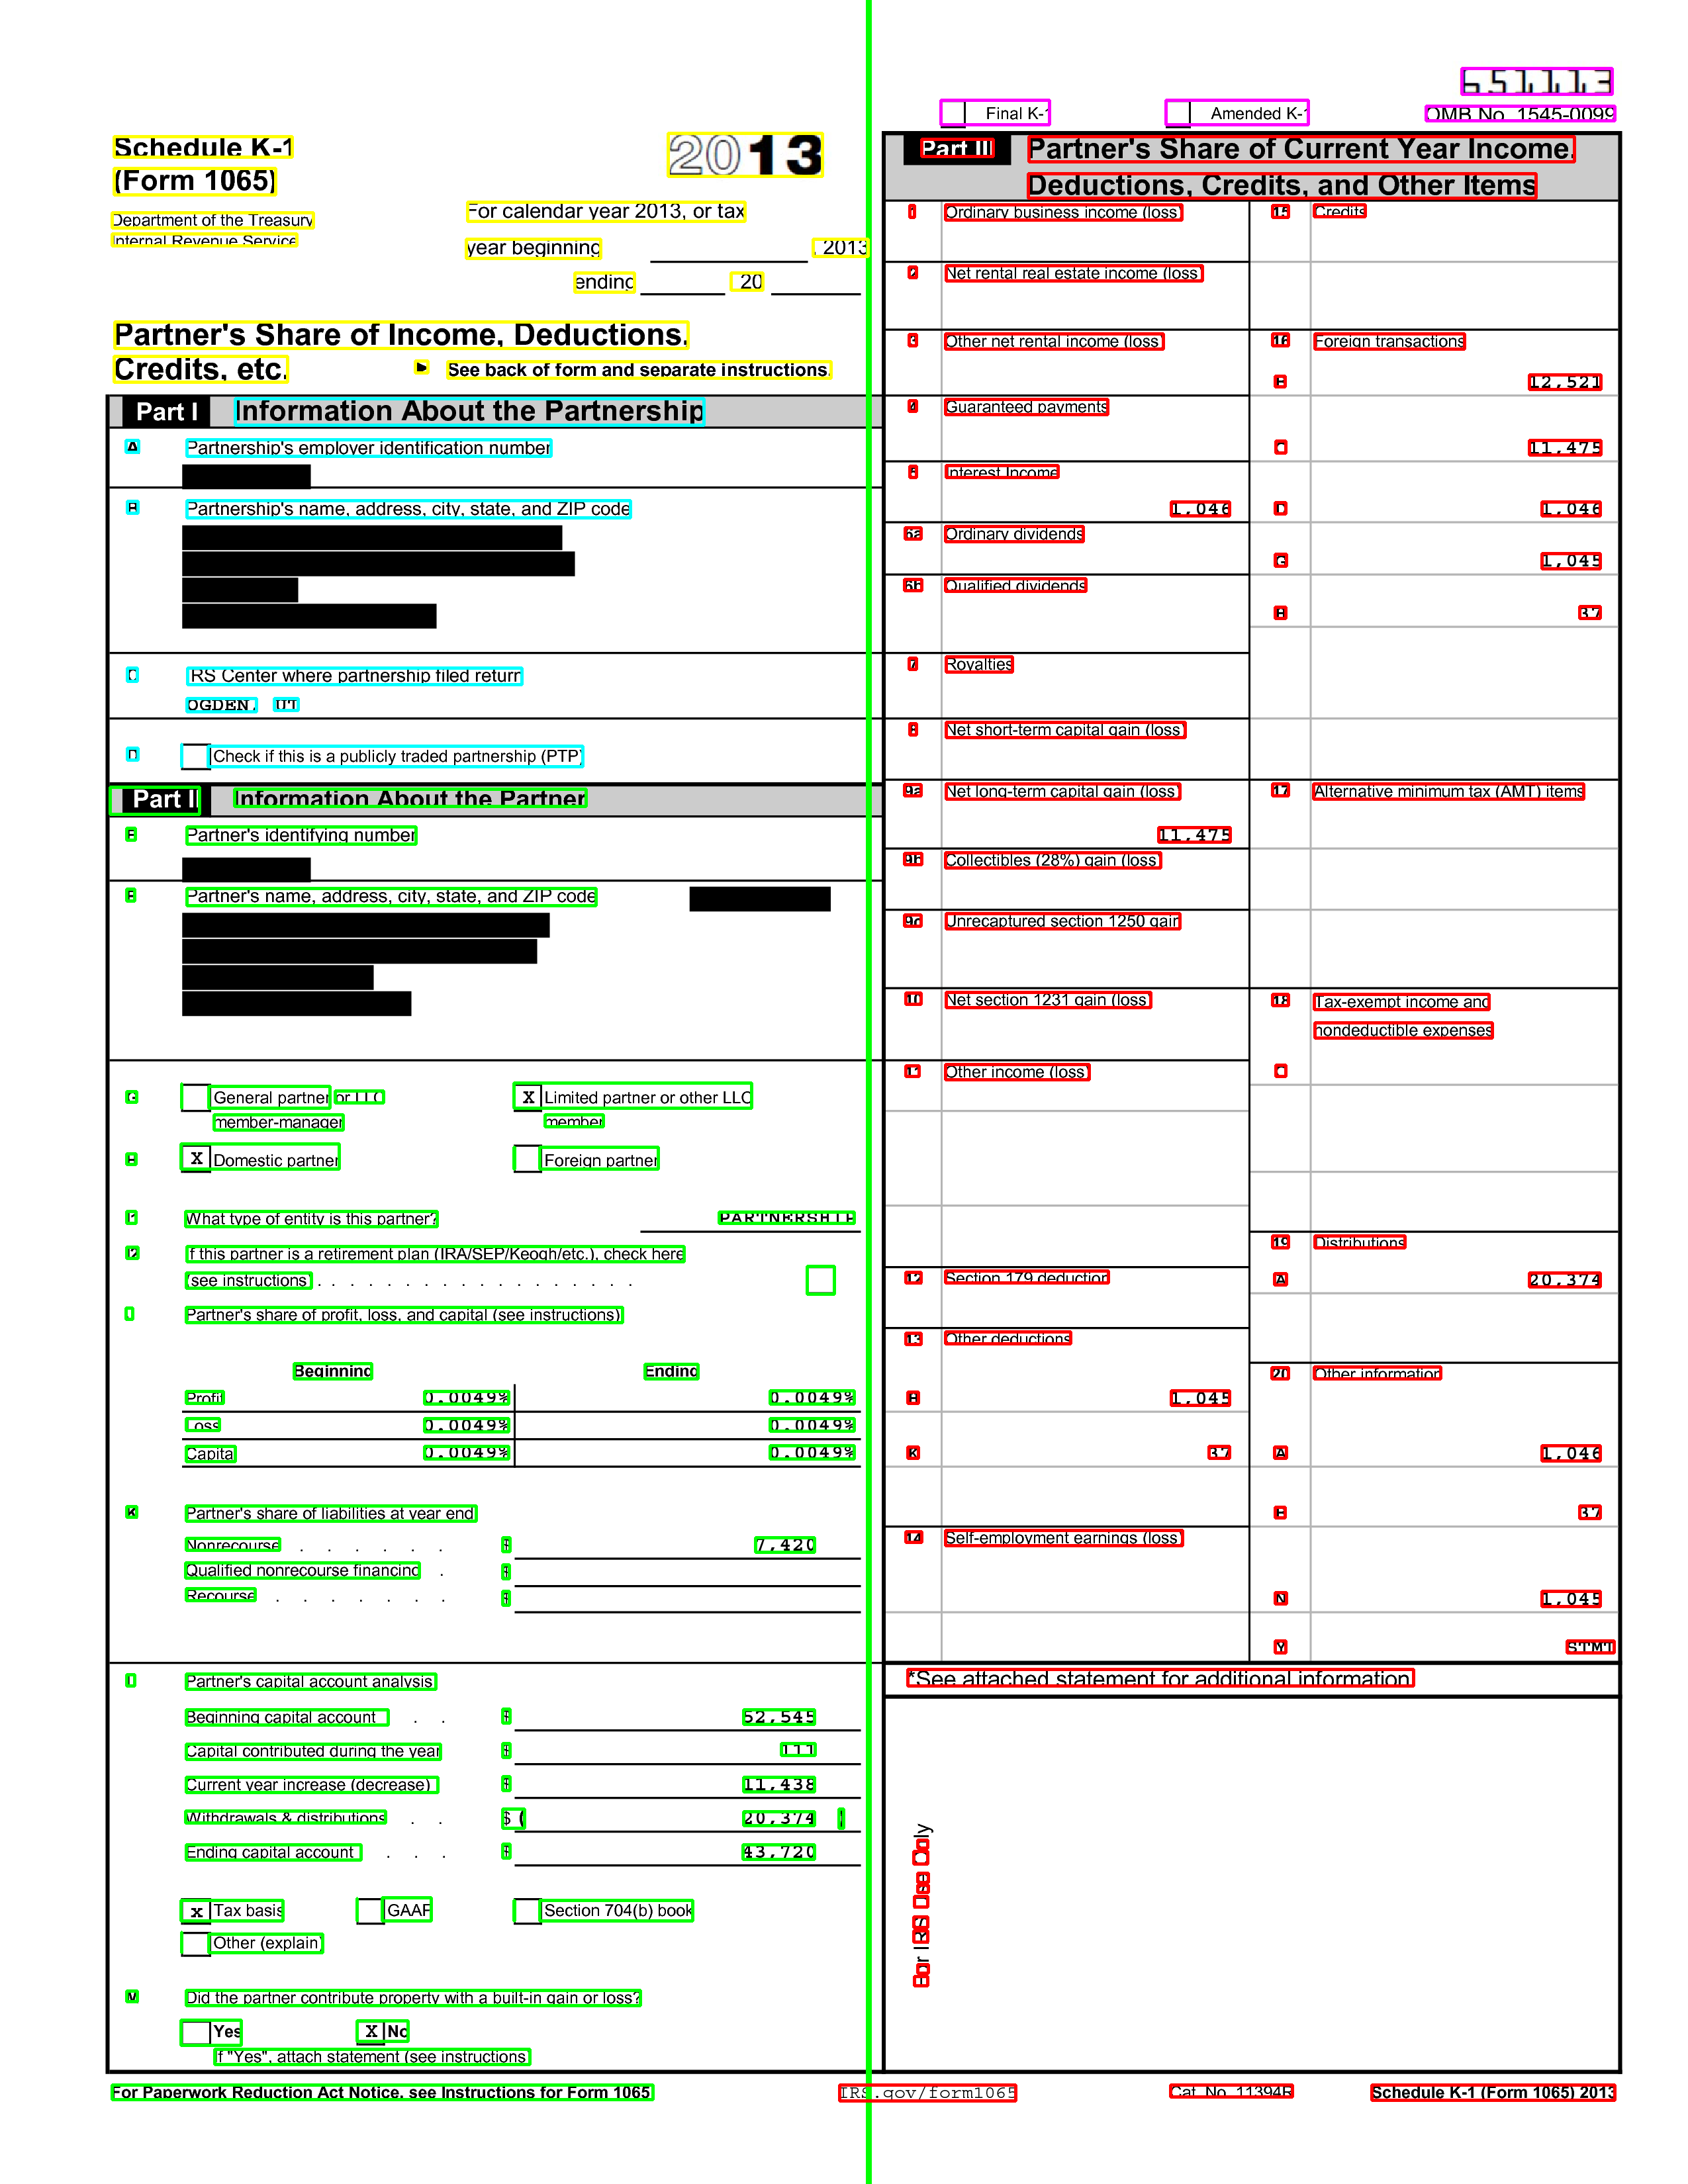 651113
Final K-1 Amended K-1 OMB No. 1545-0099
Schedule K-1
(Form 1065)
2013
Department of the Treasury
Internal Revenue Service
For calendar year 2013, or tax
year beginning , 2013
ending 20
Partner's Share of Income, Deductions,
Credits, etc. ► See back of form and separate instructions.
Part I Information About the Partnership
A Partnership's employer identification number
B Partnership's name, address, city, state, and ZIP code
C IRS Center where partnership filed return
OGDEN, UT
D Check if this is a publicly traded partnership (PTP)
Part II Information About the Partner
E Partner's identifying number
F Partner's name, address, city, state, and ZIP code
G General partner or LLC X Limited partner or other LLC
member-manager member
H X Domestic partner Foreign partner
I1 What type of entity is this partner? PARTNERSHIP
I2 If this partner is a retirement plan (IRA/SEP/Keogh/etc.), check here
(see instructions) . . . . . . . . . . . . . . . . . . . . . .
J Partner's share of profit, loss, and capital (see instructions)
Beginning Ending
Profit 0.0049% 0.0049%
Loss 0.0049% 0.0049%
Capital 0.0049% 0.0049%
K Partner's share of liabilities at year end
Nonrecourse . . . . . . $ 7,420
Qualified nonrecourse financing . $
Recourse . . . . . . . $
L Partner's capital account analysis
Beginning capital account . . $ 52,545
Capital contributed during the year $ 111
Current year increase (decrease) $ 11,438
Withdrawals & distributions . . $ ( 20,374 )
Ending capital account . . . $ 43,720
x Tax basis GAAP Section 704(b) book
Other (explain)
M Did the partner contribute property with a built-in gain or loss?
Yes X No
If "Yes", attach statement (see instructions)
Part III Partner's Share of Current Year Income,
Deductions, Credits, and Other Items
1 Ordinary business income (loss)
2 Net rental real estate income (loss)
3 Other net rental income (loss)
4 Guaranteed payments
5 Interest Income
1,046
6a Ordinary dividends
6b Qualified dividends
7 Royalties
8 Net short-term capital gain (loss)
9a Net long-term capital gain (loss)
11,475
9b Collectibles (28%) gain (loss)
9c Unrecaptured section 1250 gain
10 Net section 1231 gain (loss)
11 Other income (loss)
12 Section 179 deduction
13 Other deductions
H 1,045
K 37
14 Self-employment earnings (loss)
15 Credits
16 Foreign transactions
B 12,521
C 11,475
D 1,046
G 1,045
H 37
17 Alternative minimum tax (AMT) items
18 Tax-exempt income and
nondeductible expenses
C
19 Distributions
A 20,374
20 Other information
A 1,046
B 37
N 1,045
Y STMT
*See attached statement for additional information.
For IRS Use Only
For Paperwork Reduction Act Notice, see Instructions for Form 1065 IRS.gov/form1065 Cat. No. 11394R Schedule K-1 (Form 1065) 2013